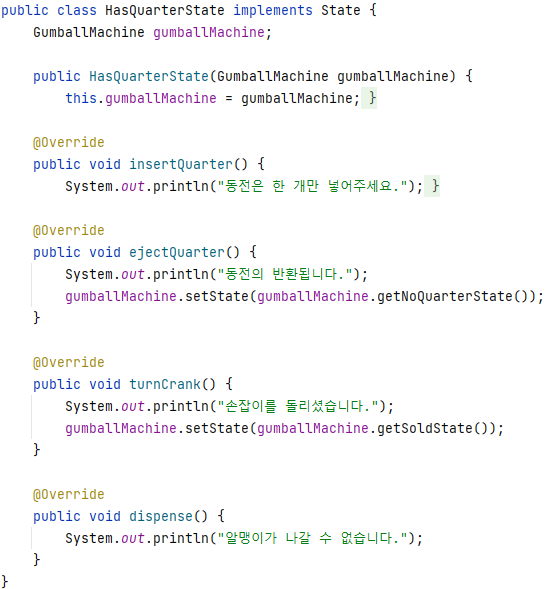 public class HasQuarterState implements State {
    GumballMachine gumballMachine;

    public HasQuarterState(GumballMachine gumballMachine) {
        this.gumballMachine = gumballMachine; }

    @Override
    public void insertQuarter() {
        System.out.println("동전은 한 개만 넣어주세요."); }

    @Override
    public void ejectQuarter() {
        System.out.println("동전의 반환됩니다.");
        gumballMachine.setState(gumballMachine.getNoQuarterState());
    }

    @Override
    public void turnCrank() {
        System.out.println("손잡이를 돌리셨습니다.");
        gumballMachine.setState(gumballMachine.getSoldState());
    }

    @Override
    public void dispense() {
        System.out.println("알맹이가 나갈 수 없습니다.");
    }
}